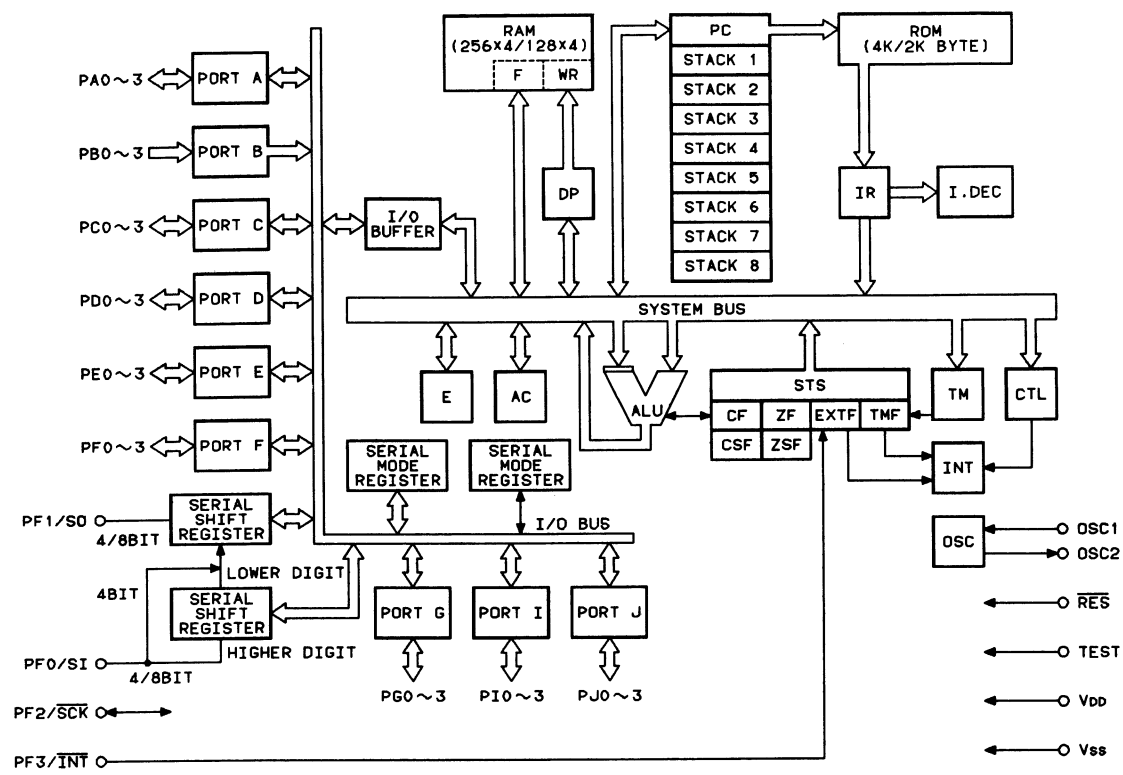 RAM
(256×4/128×4)
F WR
PC
STACK 1
STACK 2
STACK 3
STACK 4
STACK 5
STACK 6
STACK 7
STACK 8
ROM
(4K/2K BYTE)
IR
I.DEC
DP
PA0~3
PORT A
PB0~3
PORT B
PC0~3
PORT C
I/O
BUFFER
PD0~3
PORT D
PE0~3
PORT E
PF0~3
PORT F
SYSTEM BUS
E
AC
ALU
STS
CF ZF EXTF TMF
CSF ZSF
TM
CTL
INT
SERIAL
MODE
REGISTER
SERIAL
MODE
REGISTER
I/O BUS
PF1/SO
4/8BIT
SERIAL
SHIFT
REGISTER
LOWER DIGIT
4BIT
SERIAL
SHIFT
REGISTER
HIGHER DIGIT
PF0/SI
4/8BIT
PORT G
PORT I
PORT J
PG0~3
PI0~3
PJ0~3
PF2/S̅C̅K̅
PF3/I̅N̅T̅
OSC
OSC1
OSC2
R̅E̅S̅
TEST
VDD
VSS